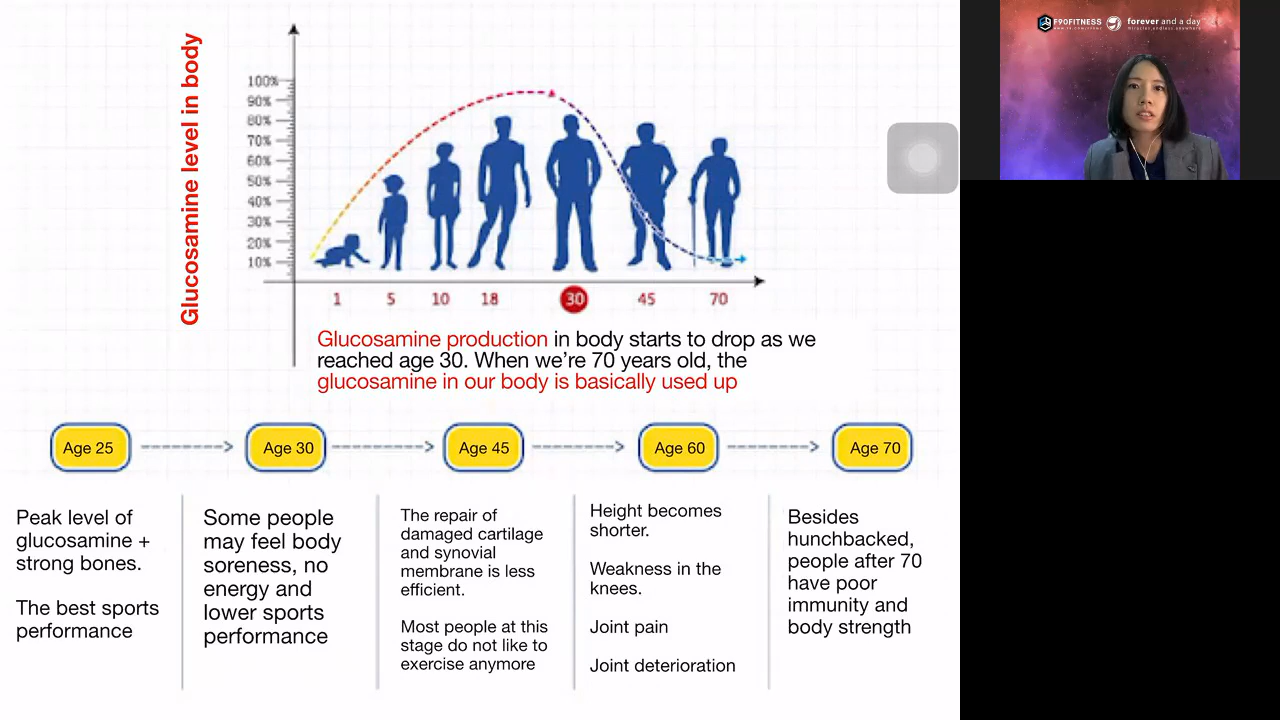 Glucosamine level in body
100%
90%
80%
70%
60%
50%
40%
30%
20%
10%
1 5 10 18 30 45 70
Glucosamine production in body starts to drop as we
reached age 30. When we're 70 years old, the
glucosamine in our body is basically used up
Age 25
Age 30
Age 45
Age 60
Age 70
Peak level of
glucosamine +
strong bones.
The best sports
performance
Some people
may feel body
soreness, no
energy and
lower sports
performance
The repair of
damaged cartilage
and synovial
membrane is less
efficient.
Most people at this
stage do not like to
exercise anymore
Height becomes
shorter.
Weakness in the
knees.
Joint pain
Joint deterioration
Besides
hunchbacked,
people after 70
have poor
immunity and
body strength
F90FITNESS
forever and a day